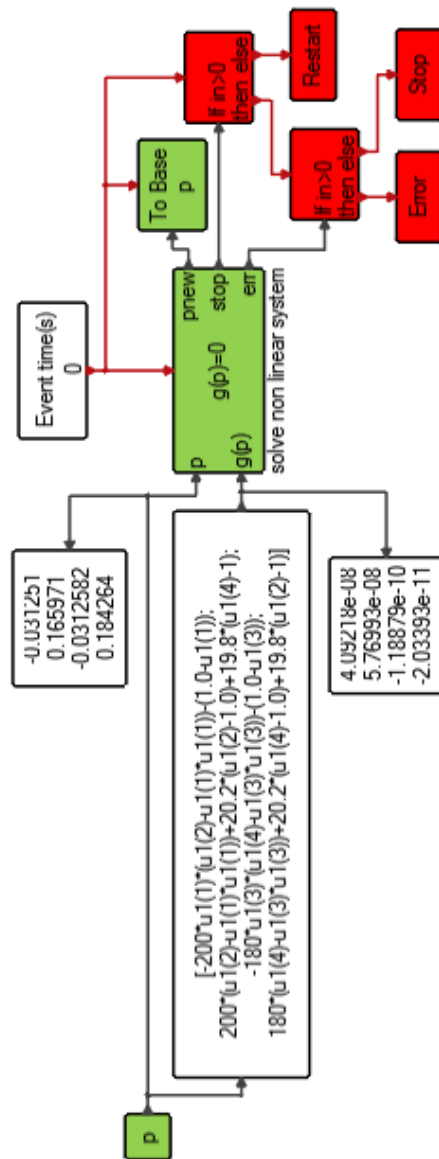 p
-0.031251
0.165971
-0.0312582
0.184264
[-200*u1(1)*(u1(2)-u1(1)*u1(1))-(1.0-u1(1));
200*(u1(2)-u1(1)*u1(1))+20.2*(u1(2)-1.0)+19.8*(u1(4)-1);
-180*u1(3)*(u1(4)-u1(3)*u1(3))-(1.0-u1(3));
180*(u1(4)-u1(3)*u1(3))+20.2*(u1(4)-1.0)+19.8*(u1(2)-1)]
4.09218e-08
5.76993e-08
-1.18879e-10
-2.03393e-11
Event time(s)
0
p
g(p)
g(p)=0
pnew
stop
err
solve non linear system
To Base
p
If in>0
then else
Restart
If in>0
then else
Error
Stop